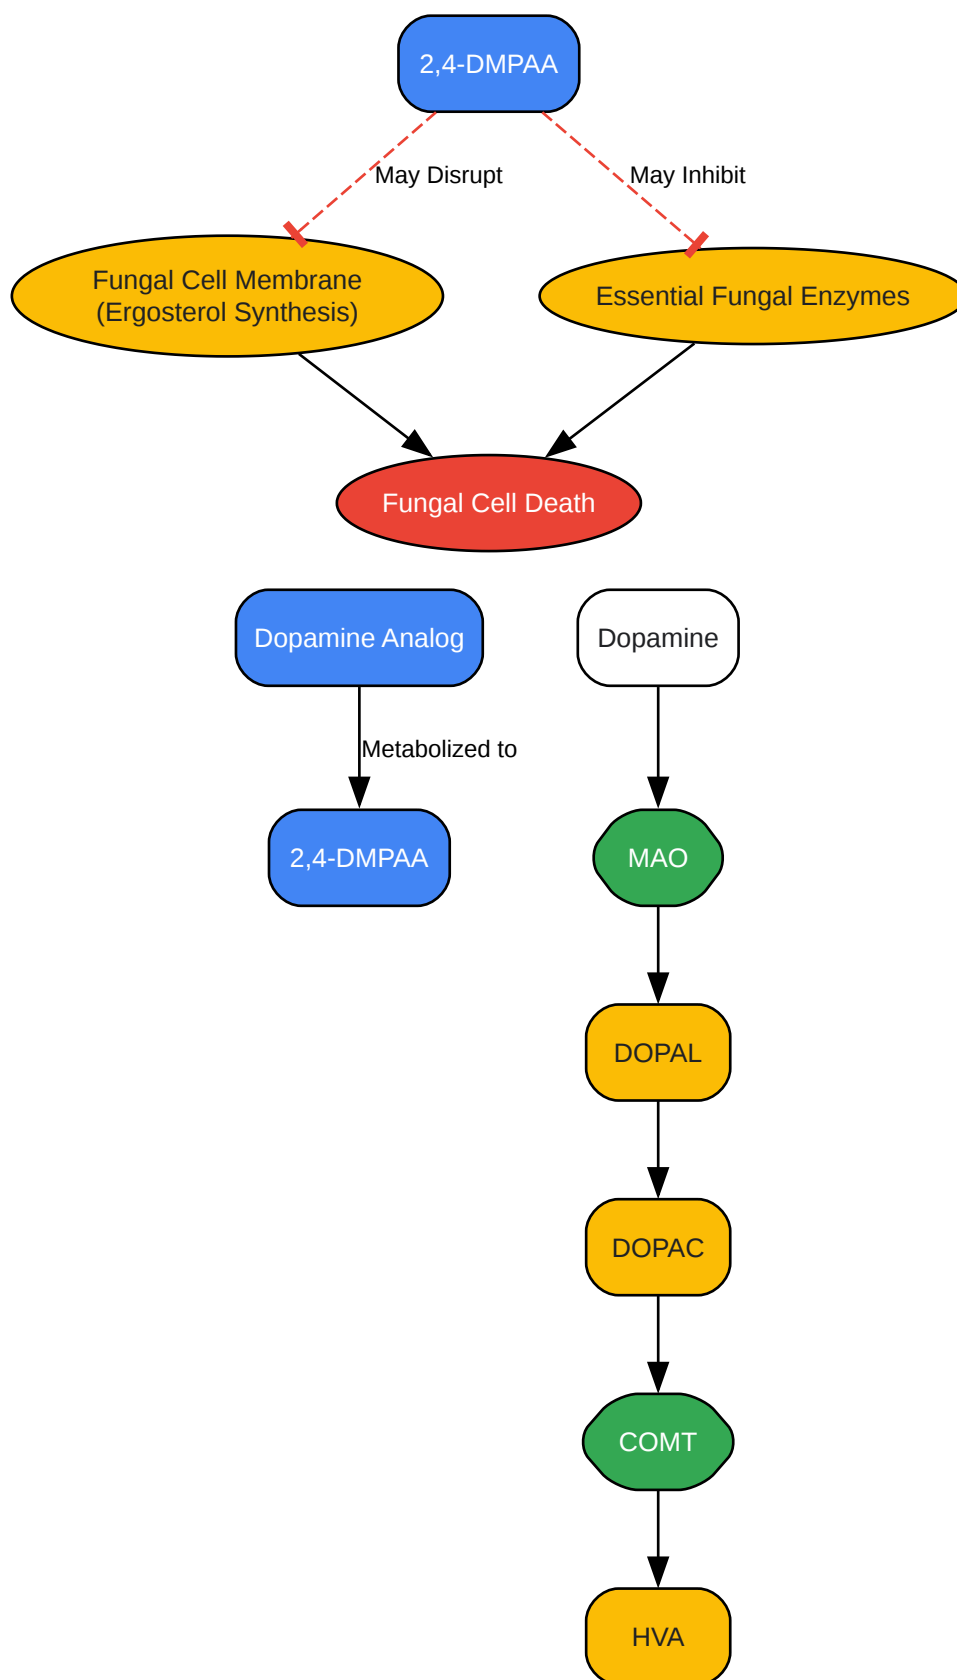 2,4-DMPAA
May Disrupt
May Inhibit
Fungal Cell Membrane
(Ergosterol Synthesis)
Essential Fungal Enzymes
Fungal Cell Death
Dopamine Analog
Dopamine
Metabolized to
2,4-DMPAA
MAO
DOPAL
DOPAC
COMT
HVA